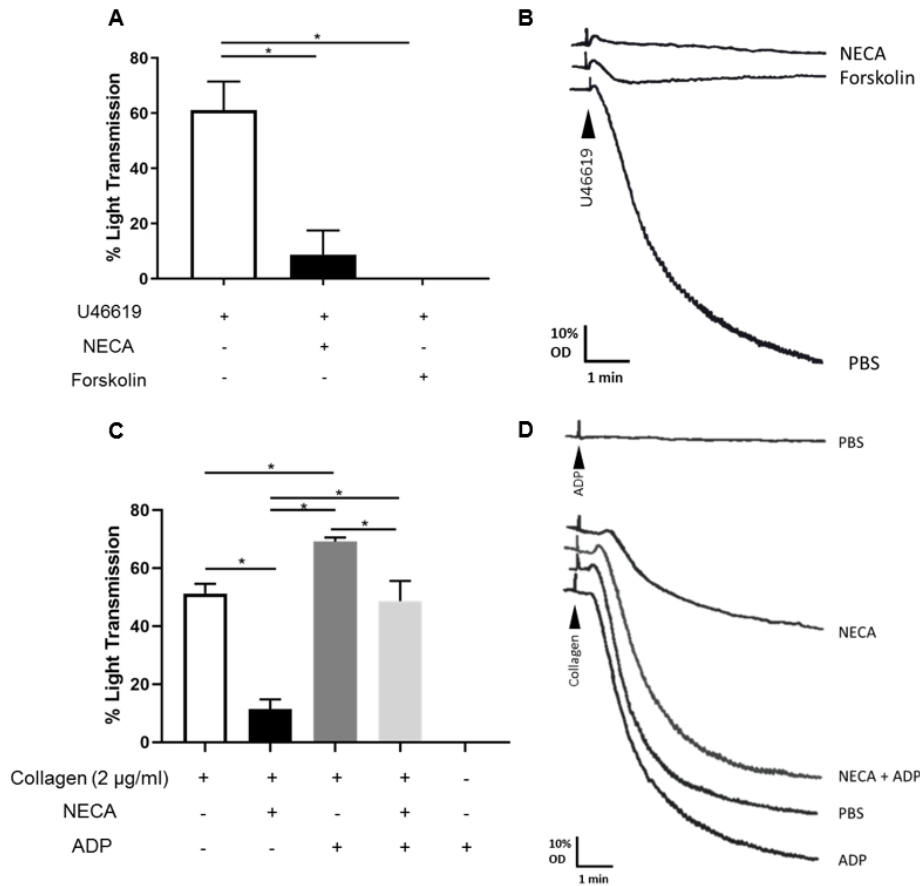 A
% Light Transmission
80
60
40
20
0
*
*
U46619 + + +
NECA - + -
Forskolin - - +
B
NECA
Forskolin
U46619
10%
OD
1 min
PBS
C
% Light Transmission
80
60
40
20
0
*
*
*
*
*
Collagen (2 µg/ml) + + + + -
NECA - + - + -
ADP - - + + +
D
PBS
ADP
NECA
Collagen
NECA + ADP
PBS
ADP
10%
OD
1 min